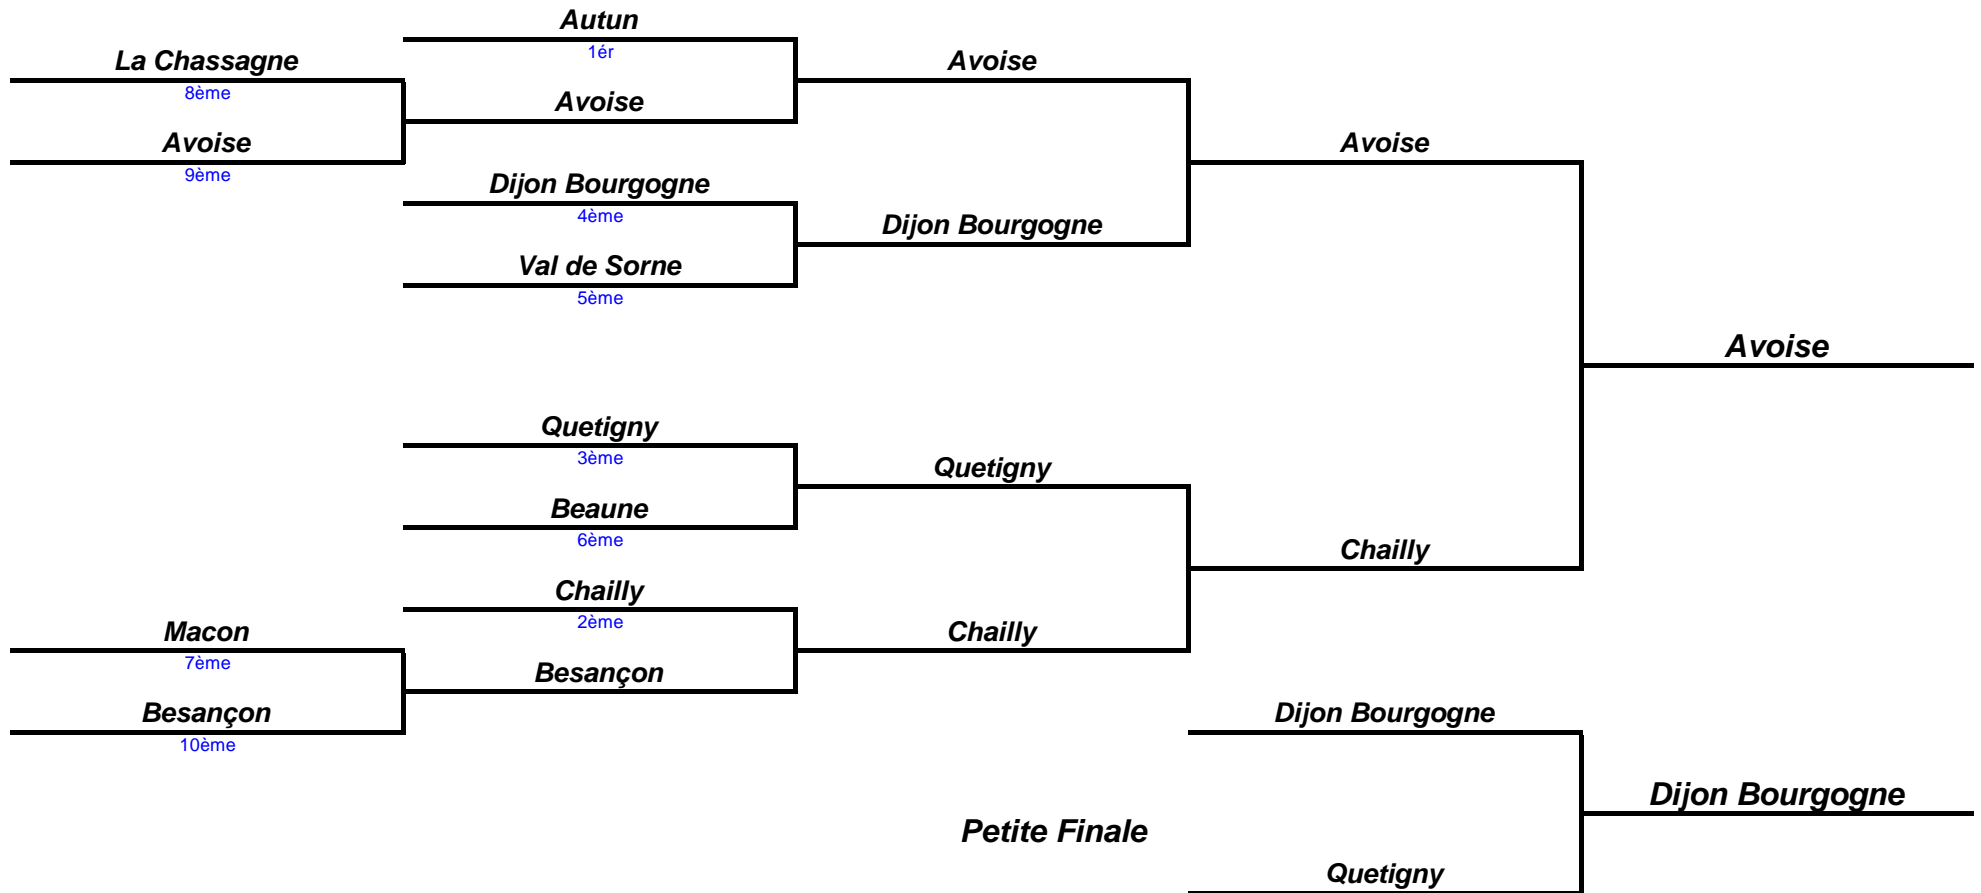 Autun
1ér
La Chassagne
8ème
Avoise
Avoise
Avoise
9ème
Avoise
Dijon Bourgogne
4ème
Dijon Bourgogne
Val de Sorne
5ème
Avoise
Quetigny
3ème
Quetigny
Beaune
6ème
Chailly
Chailly
2ème
Macon
7ème
Chailly
Besançon
Besançon
10ème
Dijon Bourgogne
Dijon Bourgogne
Petite Finale
Quetigny